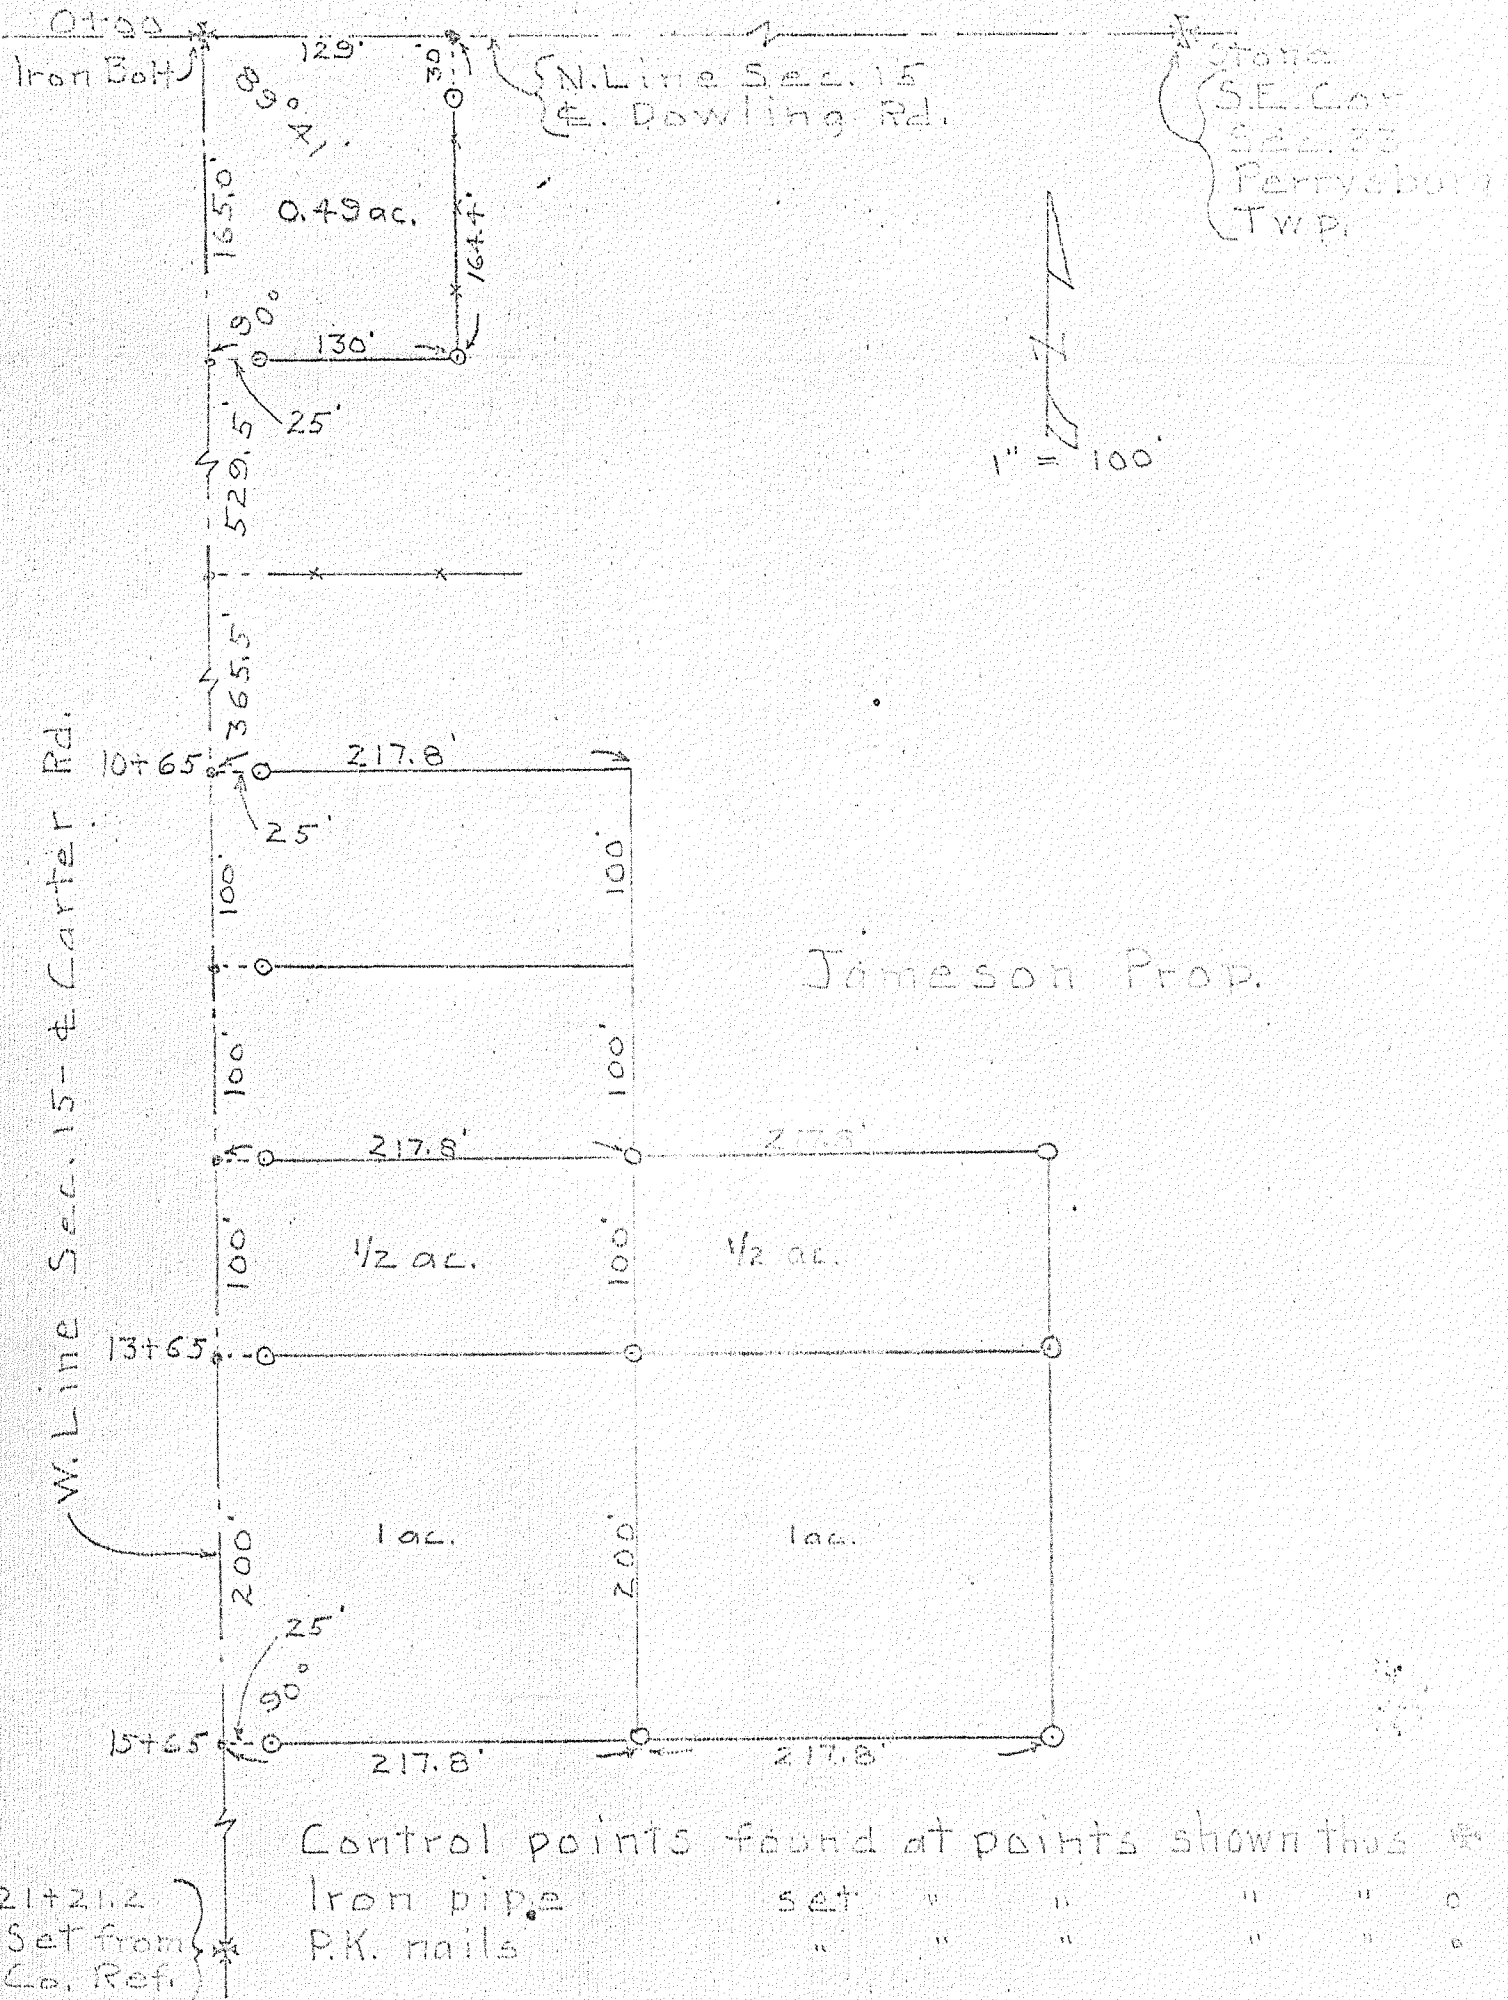 0+00
Iron Bolt
129'
30'
N. Line Sec. 15
℄. Dowling Rd.
Stone
S.E. Cor
Sec. 33
Perrysburg
Twp.
89° 41'
165.0'
0.49 ac.
164.4'
90°
130'
25'
529.5'
1" = 100'
365.5'
10+65
217.8'
25'
100'
100'
W. Line Sec. 15 - ℄ Carter Rd.
Jameson Prop.
100'
100'
217.8'
217.8'
100'
1/2 ac.
100'
1/2 ac.
13+65
200'
1 ac.
200'
1 ac.
25'
90°
15+65
217.8'
217.8'
Control points found at points shown thus
Iron pipe set " " " " o
P.K. nails " " " " " o
21+21.2
Set from
Co. Ref.